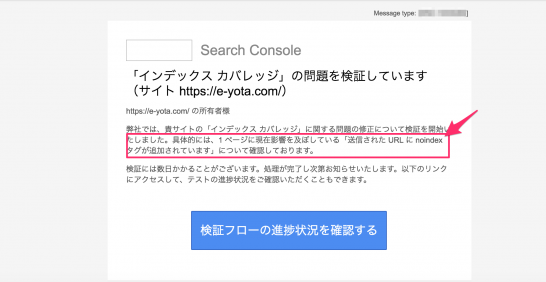 Message type:
Search Console
「インデックス カバレッジ」の問題を検証しています
（サイト https://e-yota.com/）
https://e-yota.com/ の所有者様
弊社では、貴サイトの「インデックス カバレッジ」に関する問題の修正について検証を開始い
たしました。具体的には、1 ページに現在影響を及ぼしている「送信された URL に noindex
タグが追加されています」について確認しております。
検証には数日かかることがございます。処理が完了し次第お知らせいたします。以下のリンク
にアクセスして、テストの進捗状況をご確認いただくこともできます。
検証フローの進捗状況を確認する